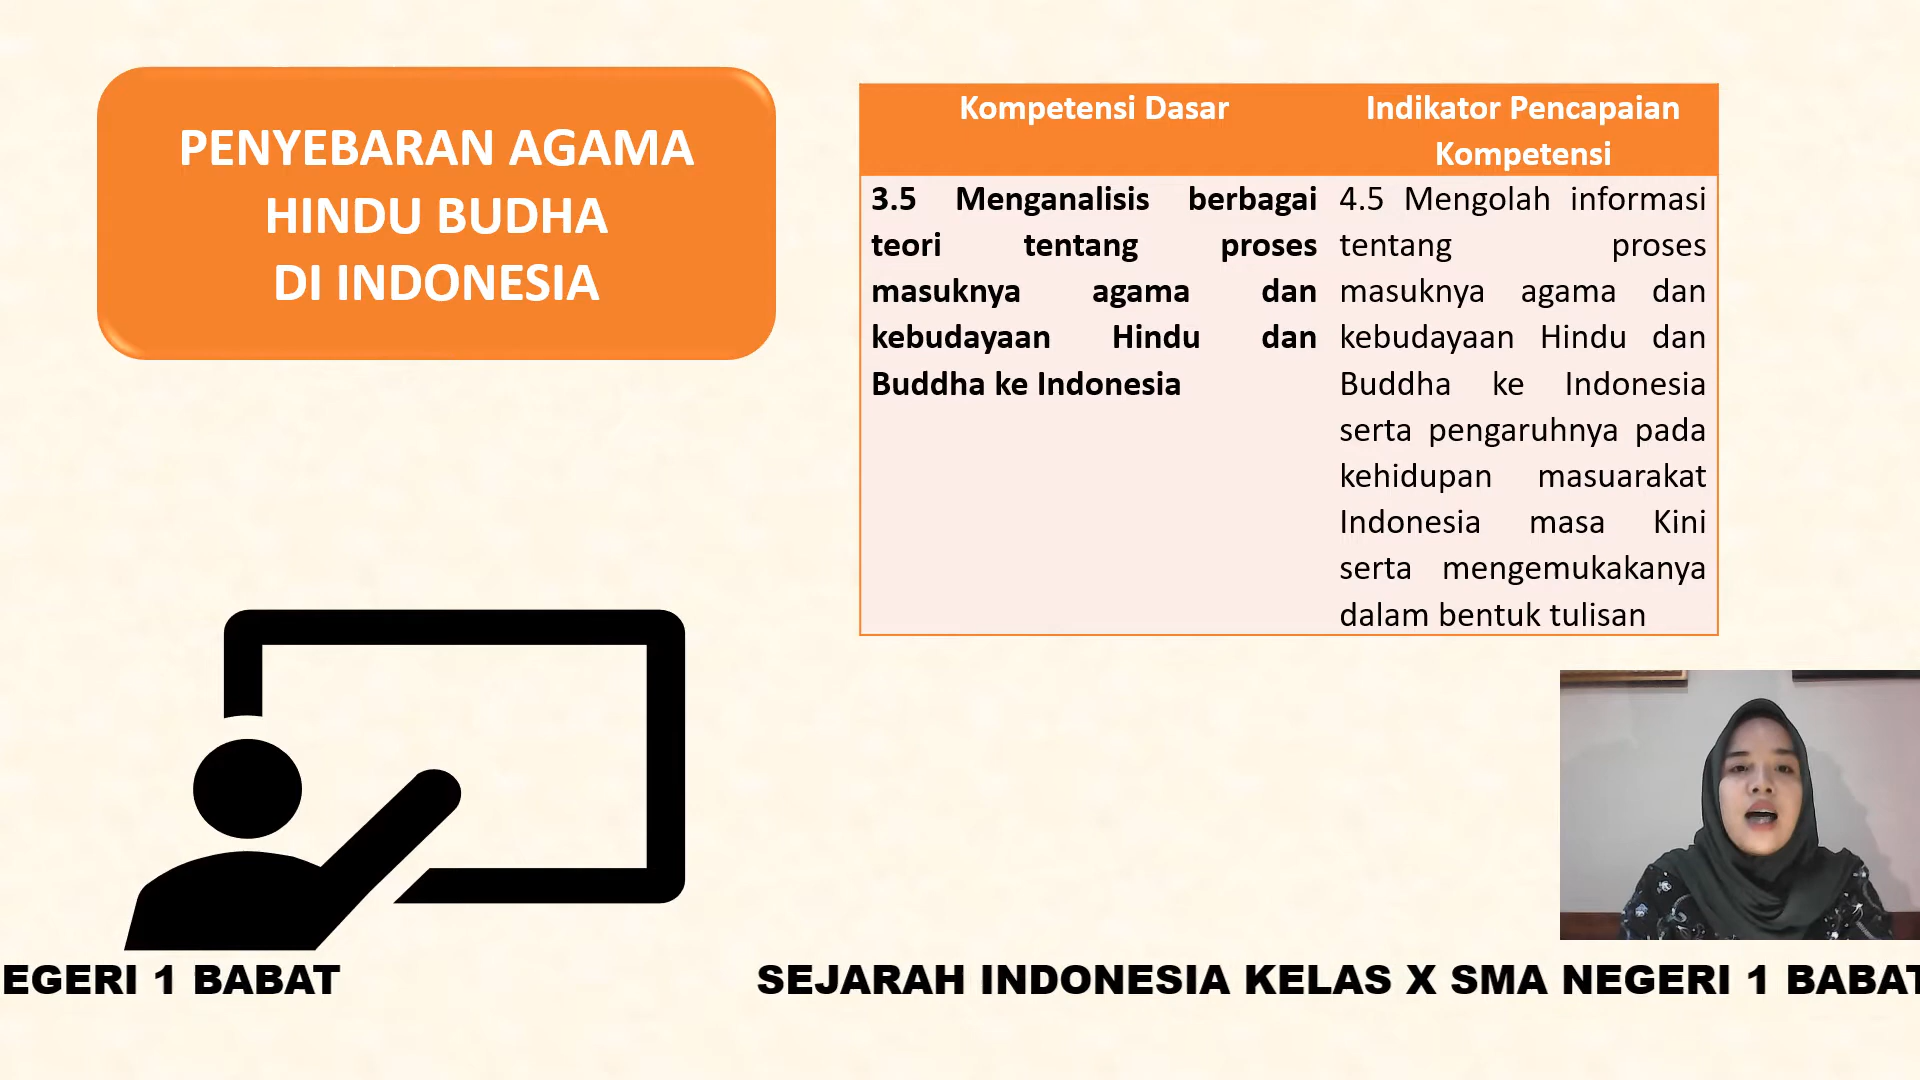 PENYEBARAN AGAMA
HINDU BUDHA
DI INDONESIA
Kompetensi Dasar
Indikator Pencapaian
Kompetensi
3.5 Menganalisis berbagai
teori tentang proses
masuknya agama dan
kebudayaan Hindu dan
Buddha ke Indonesia
4.5 Mengolah informasi
tentang proses
masuknya agama dan
kebudayaan Hindu dan
Buddha ke Indonesia
serta pengaruhnya pada
kehidupan masuarakat
Indonesia masa Kini
serta mengemukakanya
dalam bentuk tulisan
EGERI 1 BABAT
SEJARAH INDONESIA KELAS X SMA NEGERI 1 BABAT